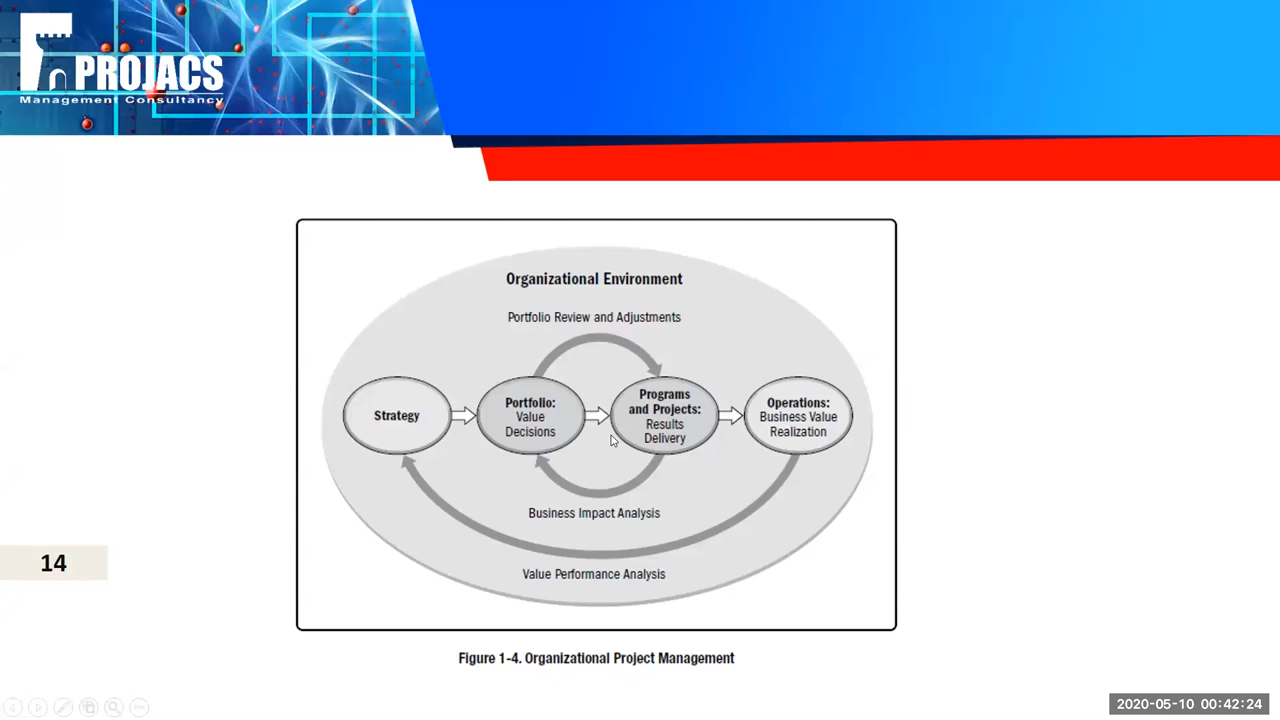 PROJACS
Management Consultancy
Organizational Environment
Portfolio Review and Adjustments
Strategy
Portfolio:
Value
Decisions
Programs
and Projects:
Results
Delivery
Operations:
Business Value
Realization
Business Impact Analysis
Value Performance Analysis
14
Figure 1-4. Organizational Project Management
2020-05-10 00:42:24